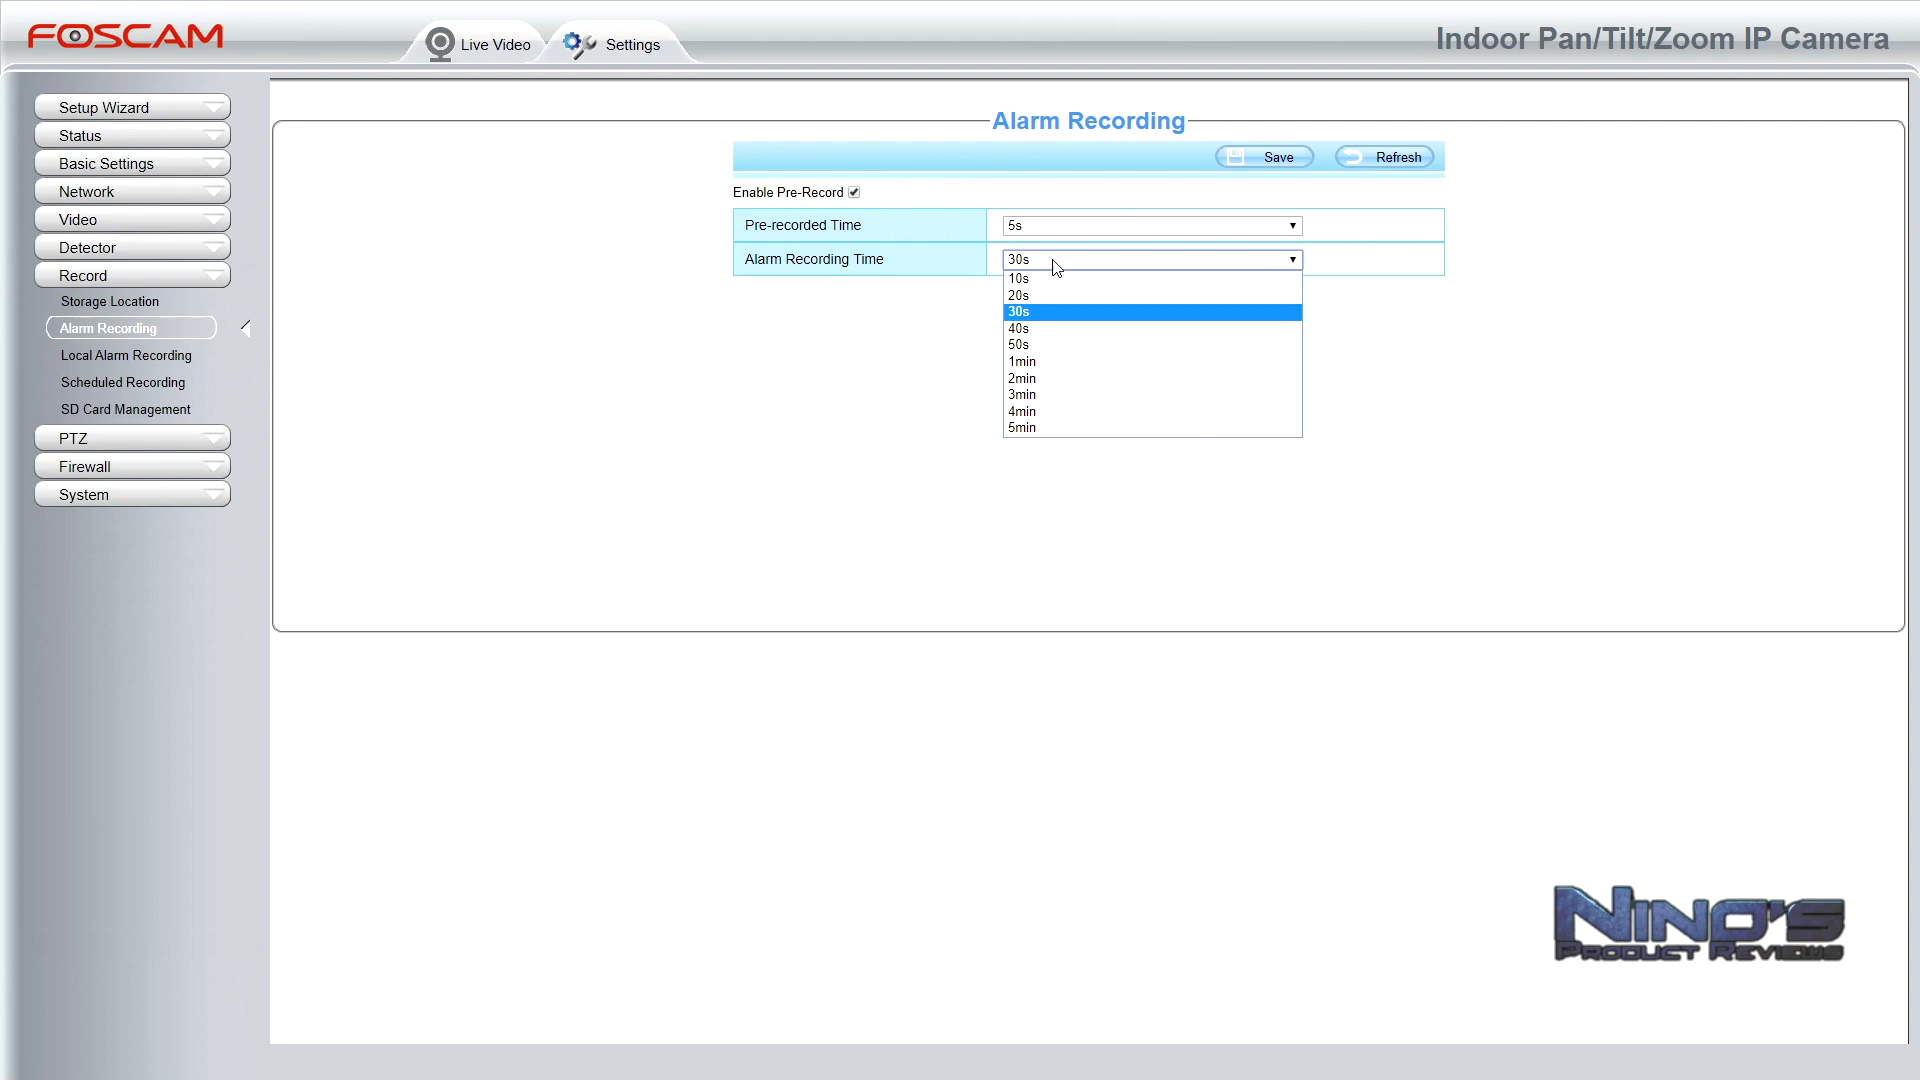 FOSCAM
Live Video
Settings
Indoor Pan/Tilt/Zoom IP Camera
Setup Wizard
Status
Basic Settings
Network
Video
Detector
Record
Storage Location
Alarm Recording
Local Alarm Recording
Scheduled Recording
SD Card Management
PTZ
Firewall
System
Alarm Recording
Save
Refresh
Enable Pre-Record
Pre-recorded Time
5s
Alarm Recording Time
30s
10s
20s
30s
40s
50s
1min
2min
3min
4min
5min
NINO'S
PRODUCT REVIEWS